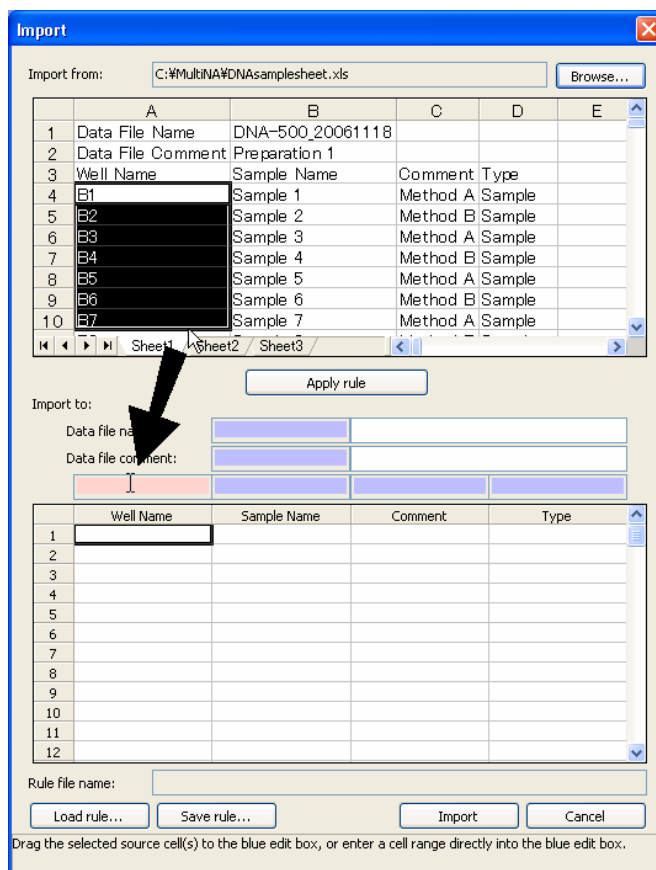 Import
Import from: C:¥MultiNA¥DNAsamplesheet.xls Browse...
A B C D E
1 Data File Name DNA-500_20061118
2 Data File Comment Preparation 1
3 Well Name Sample Name Comment Type
4 B1 Sample 1 Method A Sample
5 B2 Sample 2 Method B Sample
6 B3 Sample 3 Method A Sample
7 B4 Sample 4 Method B Sample
8 B5 Sample 5 Method A Sample
9 B6 Sample 6 Method B Sample
10 B7 Sample 7 Method A Sample
Sheet1 Sheet2 Sheet3
Apply rule
Import to:
Data file
Data file comment:
Well Name Sample Name Comment Type
1
2
3
4
5
6
7
8
9
10
11
12
Rule file name:
Load rule... Save rule... Import Cancel
Drag the selected source cell(s) to the blue edit box, or enter a cell range directly into the blue edit box.